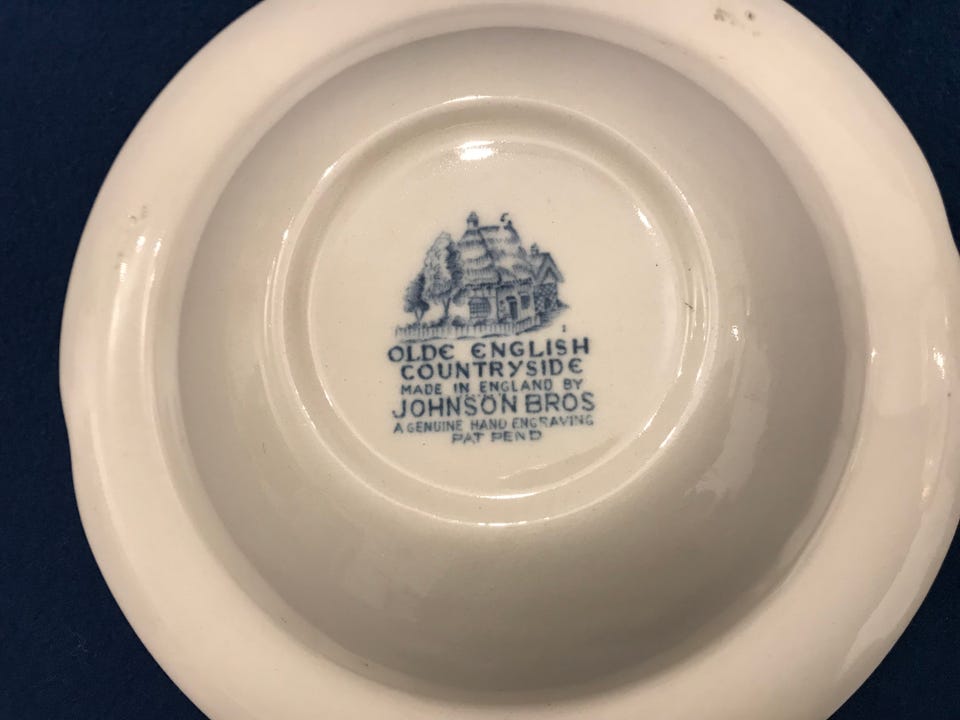 OLDE ENGLISH
COUNTRYSIDE
MADE IN ENGLAND BY
JOHNSON BROS
A GENUINE HAND ENGRAVING
PAT PEND